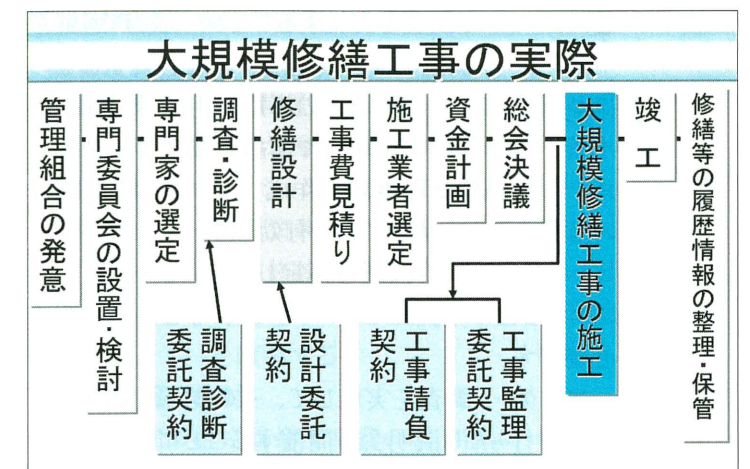 大規模修繕工事の実際
管理組合の発意
専門委員会の設置・検討
専門家の選定
調査・診断
修繕設計
工事費見積り
施工業者選定
資金計画
総会決議
大規模修繕工事の施工
竣工
修繕等の履歴情報の整理・保管
調査診断
委託契約
設計委託
契約
工事請負
契約
工事監理
委託契約